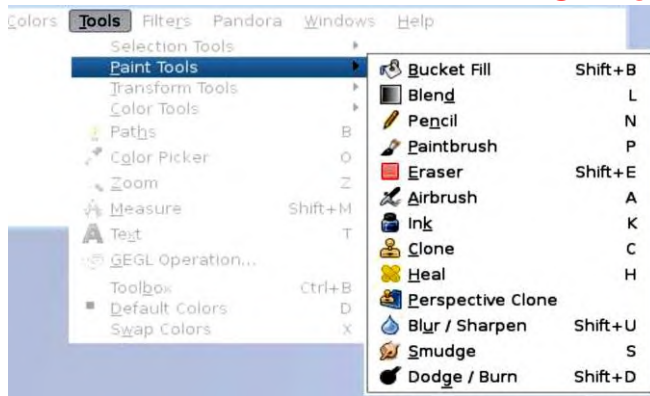 Colors Tools Filters Pandora Windows Help
Selection Tools
Paint Tools
Transform Tools
Color Tools
Paths B
Color Picker O
Zoom Z
Measure Shift+M
Text T
GEGL Operation...
Toolbox Ctrl+B
Default Colors D
Swap Colors X
Bucket Fill Shift+B
Blend L
Pencil N
Paintbrush P
Eraser Shift+E
Airbrush A
Ink K
Clone C
Heal H
Perspective Clone
Blur / Sharpen Shift+U
Smudge S
Dodge / Burn Shift+D